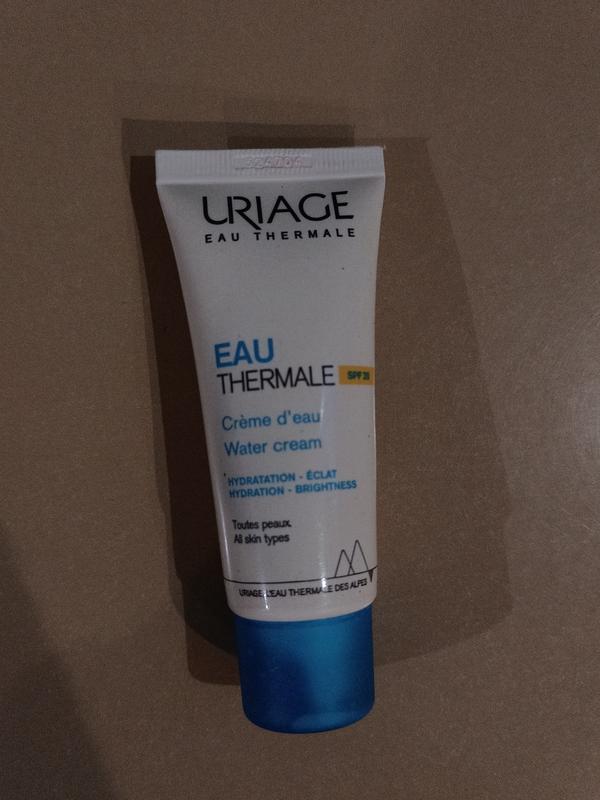 URIAGE
EAU THERMALE
EAU
THERMALE SPF 20
Crème d'eau
Water cream
HYDRATATION - ÉCLAT
HYDRATION - BRIGHTNESS
Toutes peaux.
All skin types
URIAGE L'EAU THERMALE DES ALPES